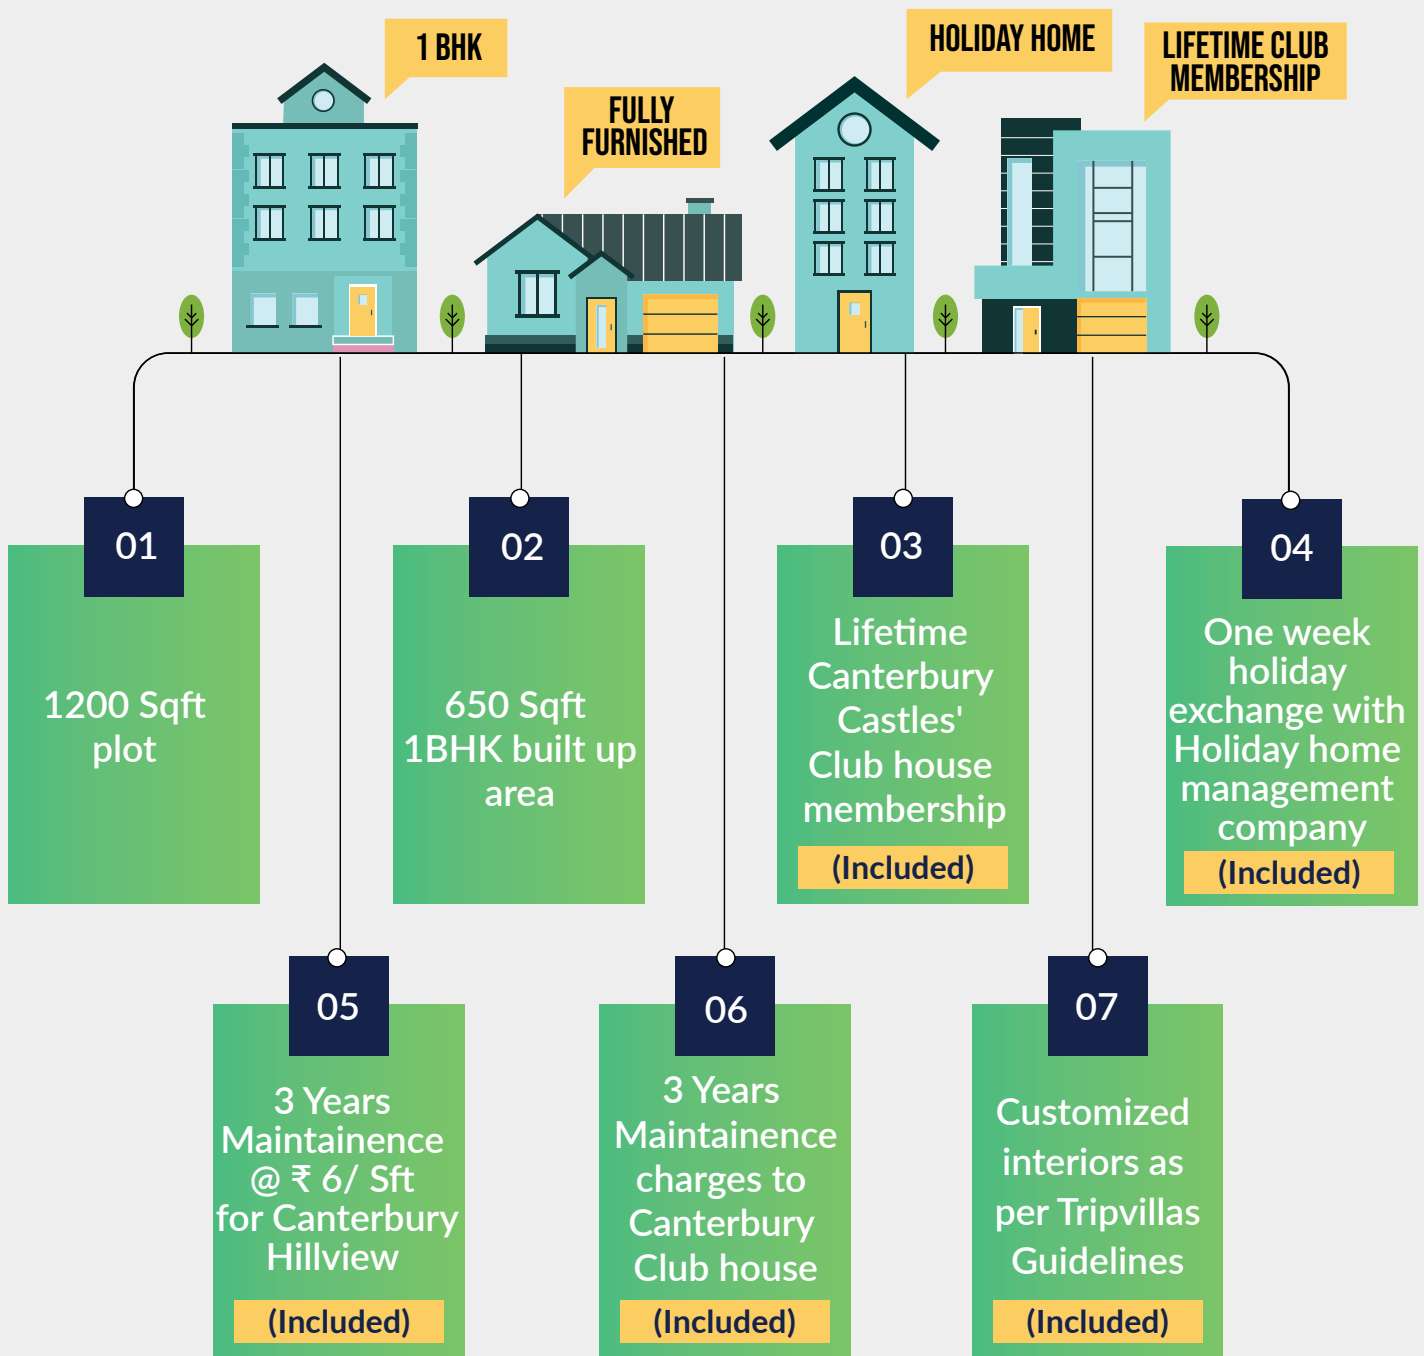 1 BHK
FULLY
FURNISHED
HOLIDAY HOME
LIFETIME CLUB
MEMBERSHIP
01
1200 Sqft
plot
02
650 Sqft
1BHK built up
area
03
Lifetime
Canterbury
Castles'
Club house
membership
(Included)
04
One week
holiday
exchange with
Holiday home
management
company
(Included)
05
3 Years
Maintainence
@ ₹ 6/ Sft
for Canterbury
Hillview
(Included)
06
3 Years
Maintainence
charges to
Canterbury
Club house
(Included)
07
Customized
interiors as
per Tripvillas
Guidelines
(Included)